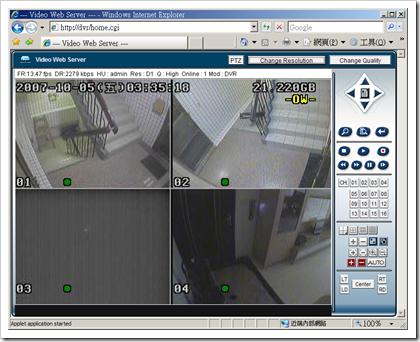 --- Video Web Server ---- - Windows Internet Explorer
http://dvr/home.cgi
--- Video Web Server ----
網頁(P)
工具(O)
Video Web Server
PTZ
Change Resolution
Change Quality
FR:13.47 fps DR:2279 kbps HU : admin Res : D1 Q : High Online : 1 Mod : DVR
2007-10-05(五)03:35:18
21.220GB
-OW-
01
02
03
04
CH 01 02 03 04
05 06 07 08
09 10 11 12
13 14 15 16
AUTO
LT
RT
Center
LD
RD
Applet application started
近端內部網路
100%